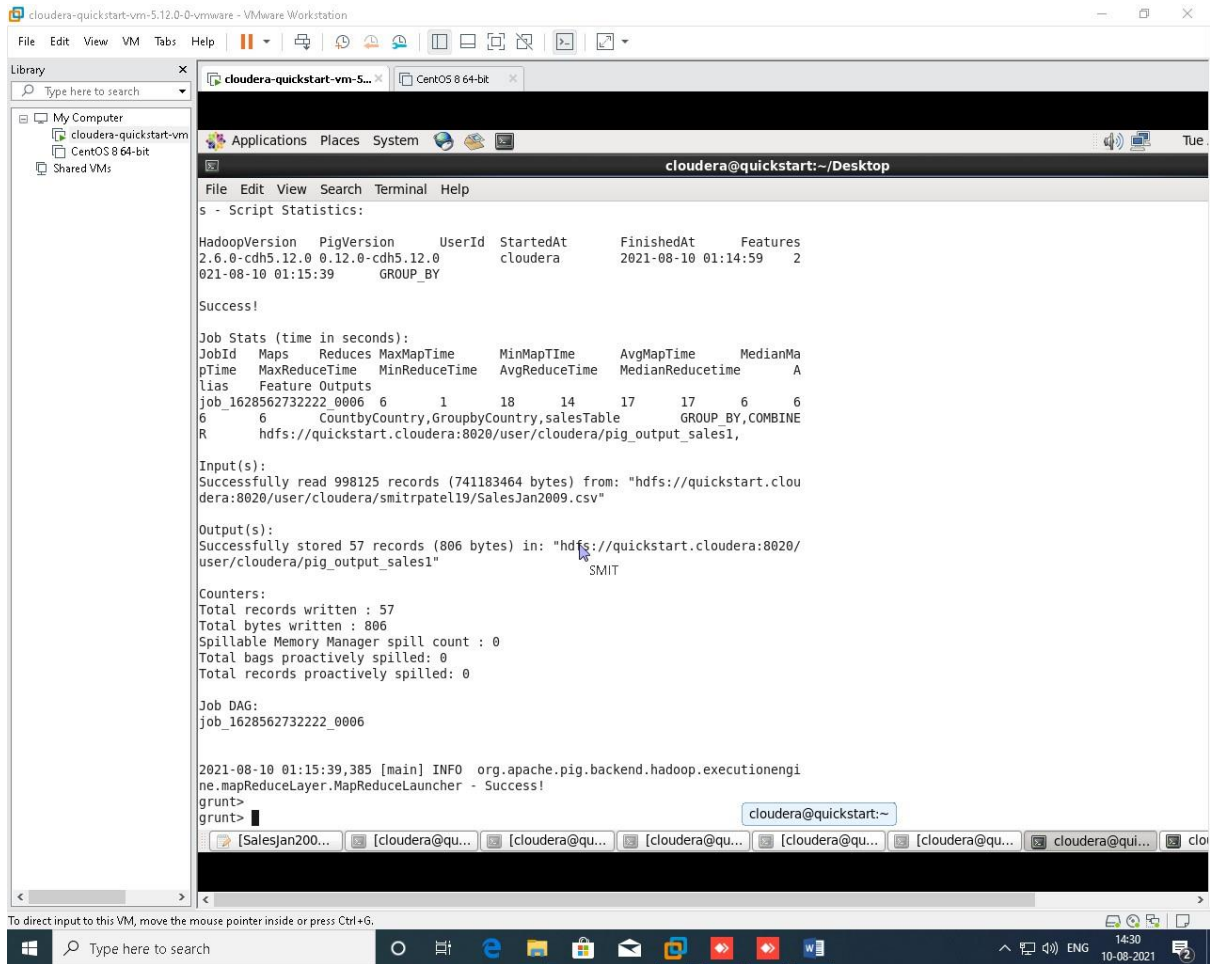 cloudera-quickstart-vm-5.12.0-0-vmware - VMware Workstation
File Edit View VM Tabs Help
Library
Type here to search
My Computer
cloudera-quickstart-vm
CentOS 8 64-bit
Shared VMs
cloudera-quickstart-vm-5...
CentOS 8 64-bit
Applications Places System
Tue
cloudera@quickstart:~/Desktop
File Edit View Search Terminal Help
s - Script Statistics:
HadoopVersion PigVersion UserId StartedAt FinishedAt Features
2.6.0-cdh5.12.0 0.12.0-cdh5.12.0 cloudera 2021-08-10 01:14:59 2
021-08-10 01:15:39 GROUP_BY
Success!
Job Stats (time in seconds):
JobId Maps Reduces MaxMapTime MinMapTIme AvgMapTime MedianMa
pTime MaxReduceTime MinReduceTime AvgReduceTime MedianReducetime A
lias Feature Outputs
job_1628562732222_0006 6 1 18 14 17 17 6 6
6 6 CountbyCountry,GroupbyCountry,salesTable GROUP_BY,COMBINE
R hdfs://quickstart.cloudera:8020/user/cloudera/pig_output_sales1,
Input(s):
Successfully read 998125 records (741183464 bytes) from: "hdfs://quickstart.clou
dera:8020/user/cloudera/smitrpatel19/SalesJan2009.csv"
Output(s):
Successfully stored 57 records (806 bytes) in: "hdfs://quickstart.cloudera:8020/
user/cloudera/pig_output_sales1"
SMIT
Counters:
Total records written : 57
Total bytes written : 806
Spillable Memory Manager spill count : 0
Total bags proactively spilled: 0
Total records proactively spilled: 0
Job DAG:
job_1628562732222_0006
2021-08-10 01:15:39,385 [main] INFO org.apache.pig.backend.hadoop.executionengi
ne.mapReduceLayer.MapReduceLauncher - Success!
grunt>
grunt>
cloudera@quickstart:~
[SalesJan200... [cloudera@qu... [cloudera@qu... [cloudera@qu... [cloudera@qu... [cloudera@qu... cloudera@qui... clo
To direct input to this VM, move the mouse pointer inside or press Ctrl+G.
Type here to search
ENG
14:30
10-08-2021
2